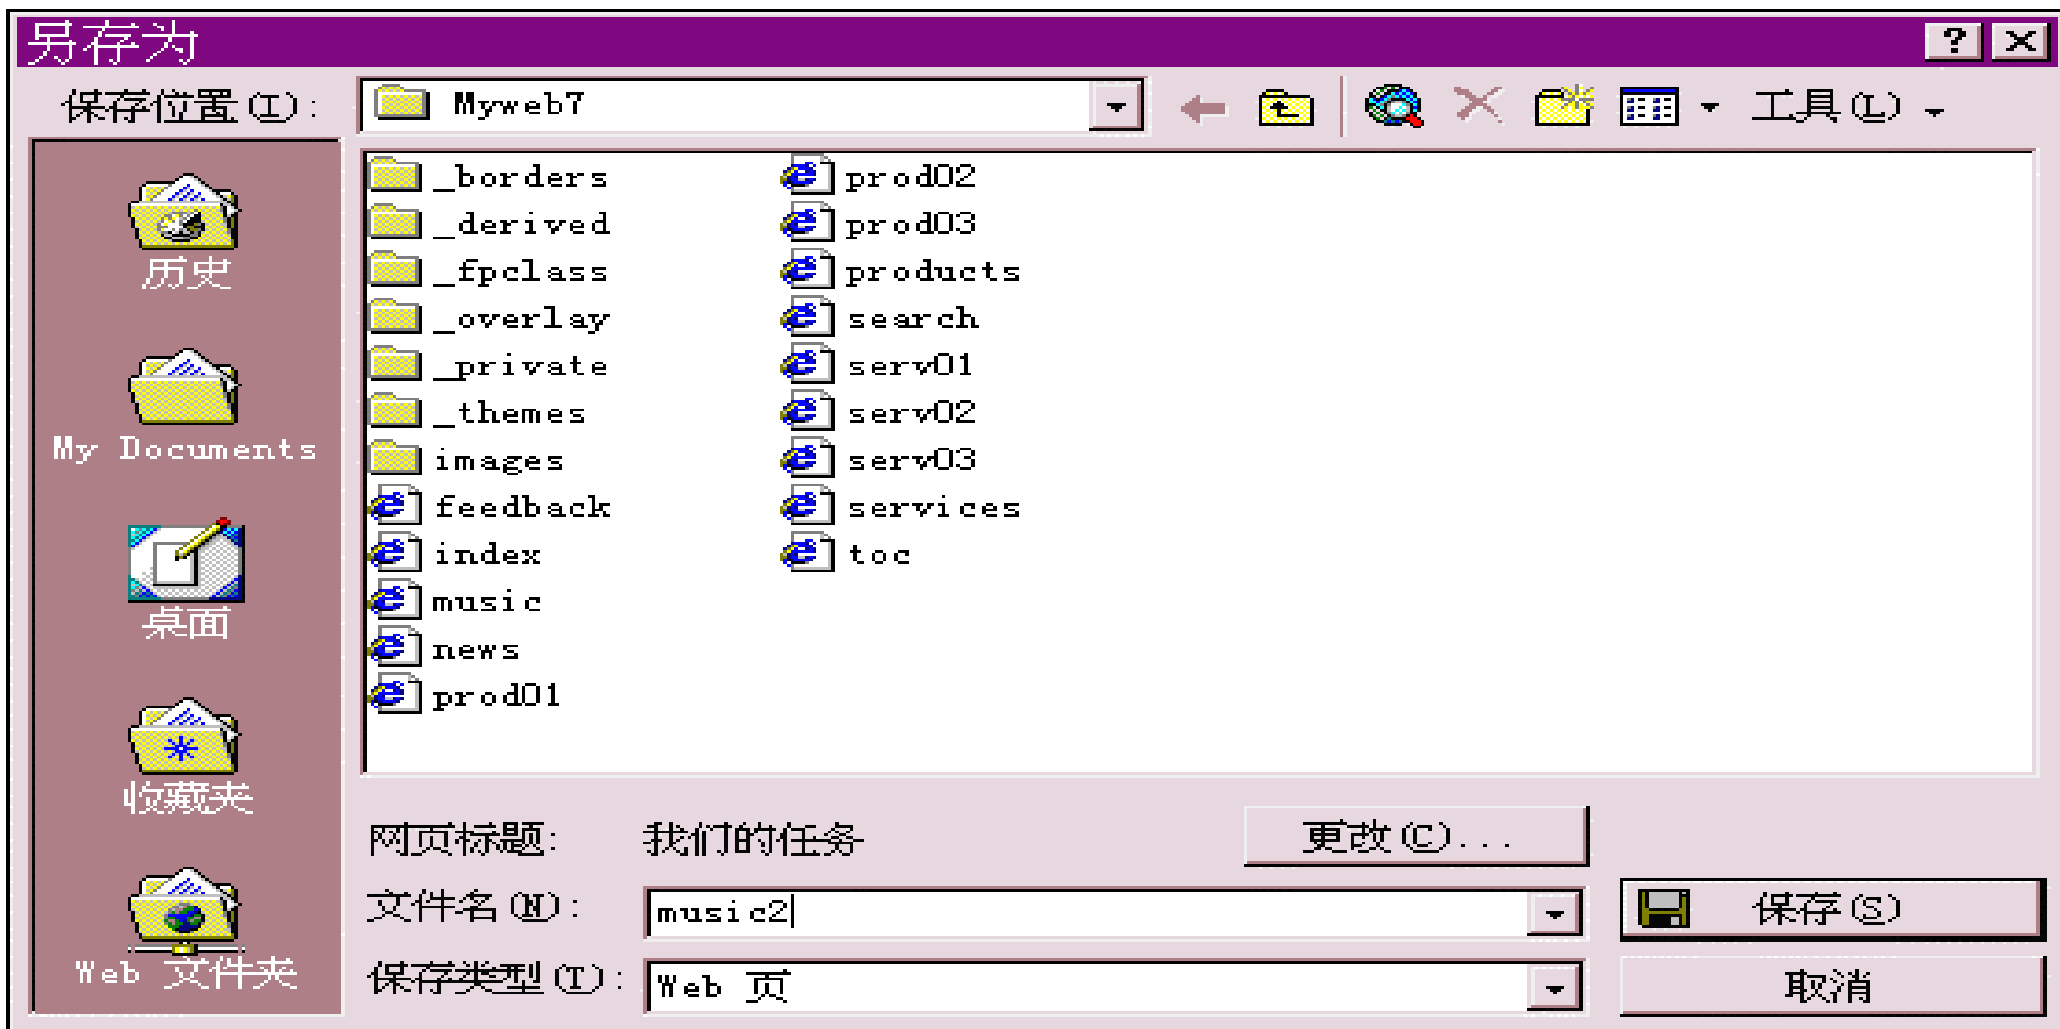 另存为
保存位置(I): Myweb7 工具(L)
历史
My Documents
桌面
收藏夹
Web 文件夹
_borders
_derived
_fpclass
_overlay
_private
_themes
images
feedback
index
music
news
prod01
prod02
prod03
products
search
serv01
serv02
serv03
services
toc
网页标题: 我们的任务 更改(C)...
文件名(N): music2 保存(S)
保存类型(T): Web 页 取消